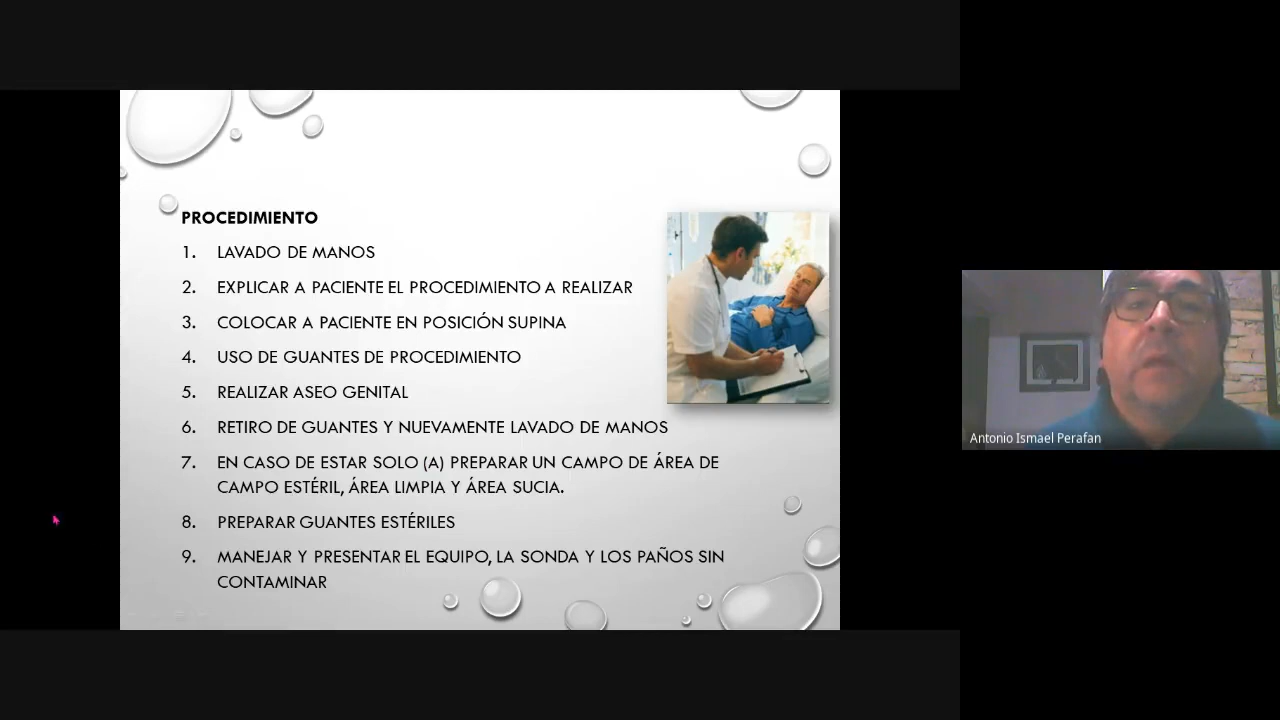 PROCEDIMIENTO
1. LAVADO DE MANOS
2. EXPLICAR A PACIENTE EL PROCEDIMIENTO A REALIZAR
3. COLOCAR A PACIENTE EN POSICIÓN SUPINA
4. USO DE GUANTES DE PROCEDIMIENTO
5. REALIZAR ASEO GENITAL
6. RETIRO DE GUANTES Y NUEVAMENTE LAVADO DE MANOS
7. EN CASO DE ESTAR SOLO (A) PREPARAR UN CAMPO DE ÁREA DE
CAMPO ESTÉRIL, ÁREA LIMPIA Y ÁREA SUCIA.
8. PREPARAR GUANTES ESTÉRILES
9. MANEJAR Y PRESENTAR EL EQUIPO, LA SONDA Y LOS PAÑOS SIN
CONTAMINAR
Antonio Ismael Perafan